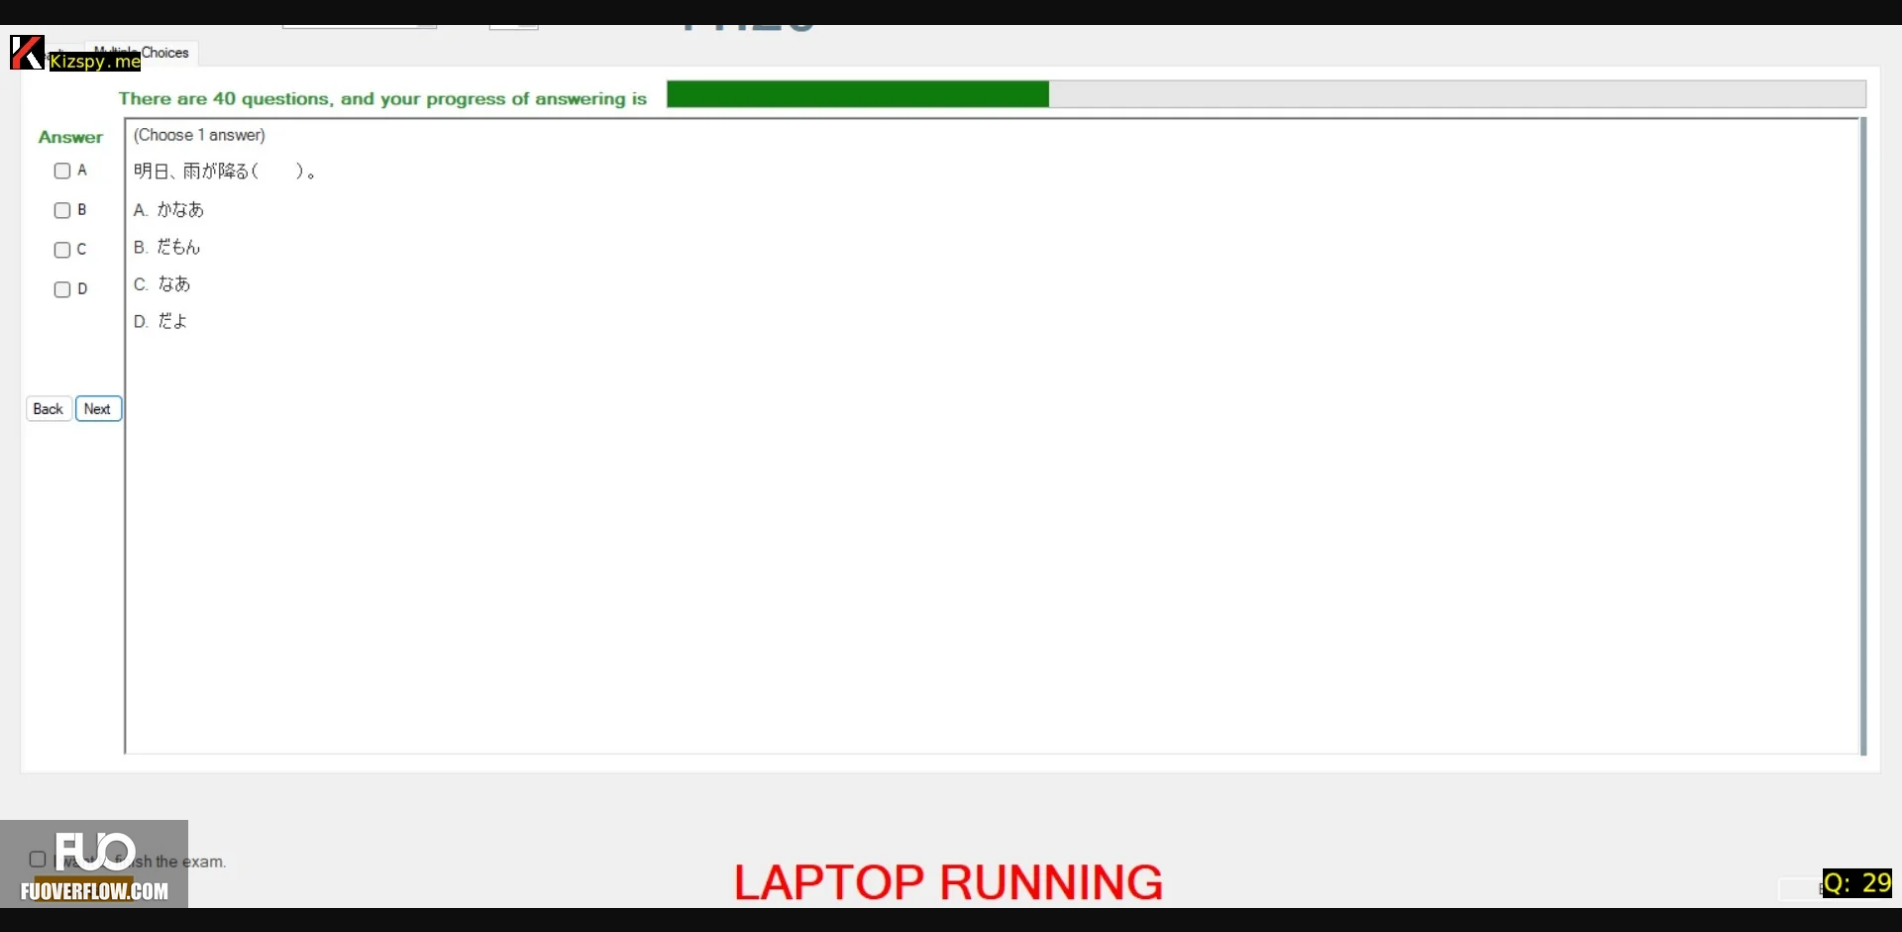 Multiple Choices
Kizspy.me
There are 40 questions, and your progress of answering is
Answer
(Choose 1 answer)
A
明日、雨が降る(　　)。
B
A. かなあ
C
B. だもん
D
C. なあ
D. だよ
Back
Next
FUO
finish the exam.
FUOVERFLOW.COM
LAPTOP RUNNING
Q: 29